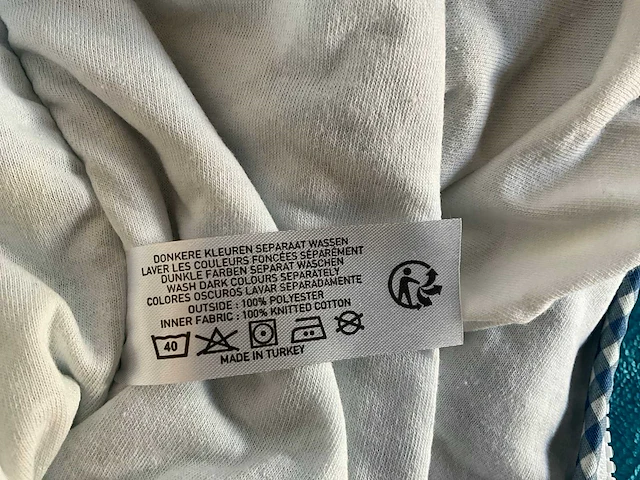 DONKERE KLEUREN SEPARAAT WASSEN
LAVER LES COULEURS FONCÉES SÉPARÉMENT
DUNKLE FARBEN SEPARAT WASCHEN
WASH DARK COLOURS SEPARATELY
COLORES OSCUROS LAVAR SEPARADAMENTE
OUTSIDE : 100% POLYESTER
INNER FABRIC : 100% KNITTED COTTON
40
MADE IN TURKEY